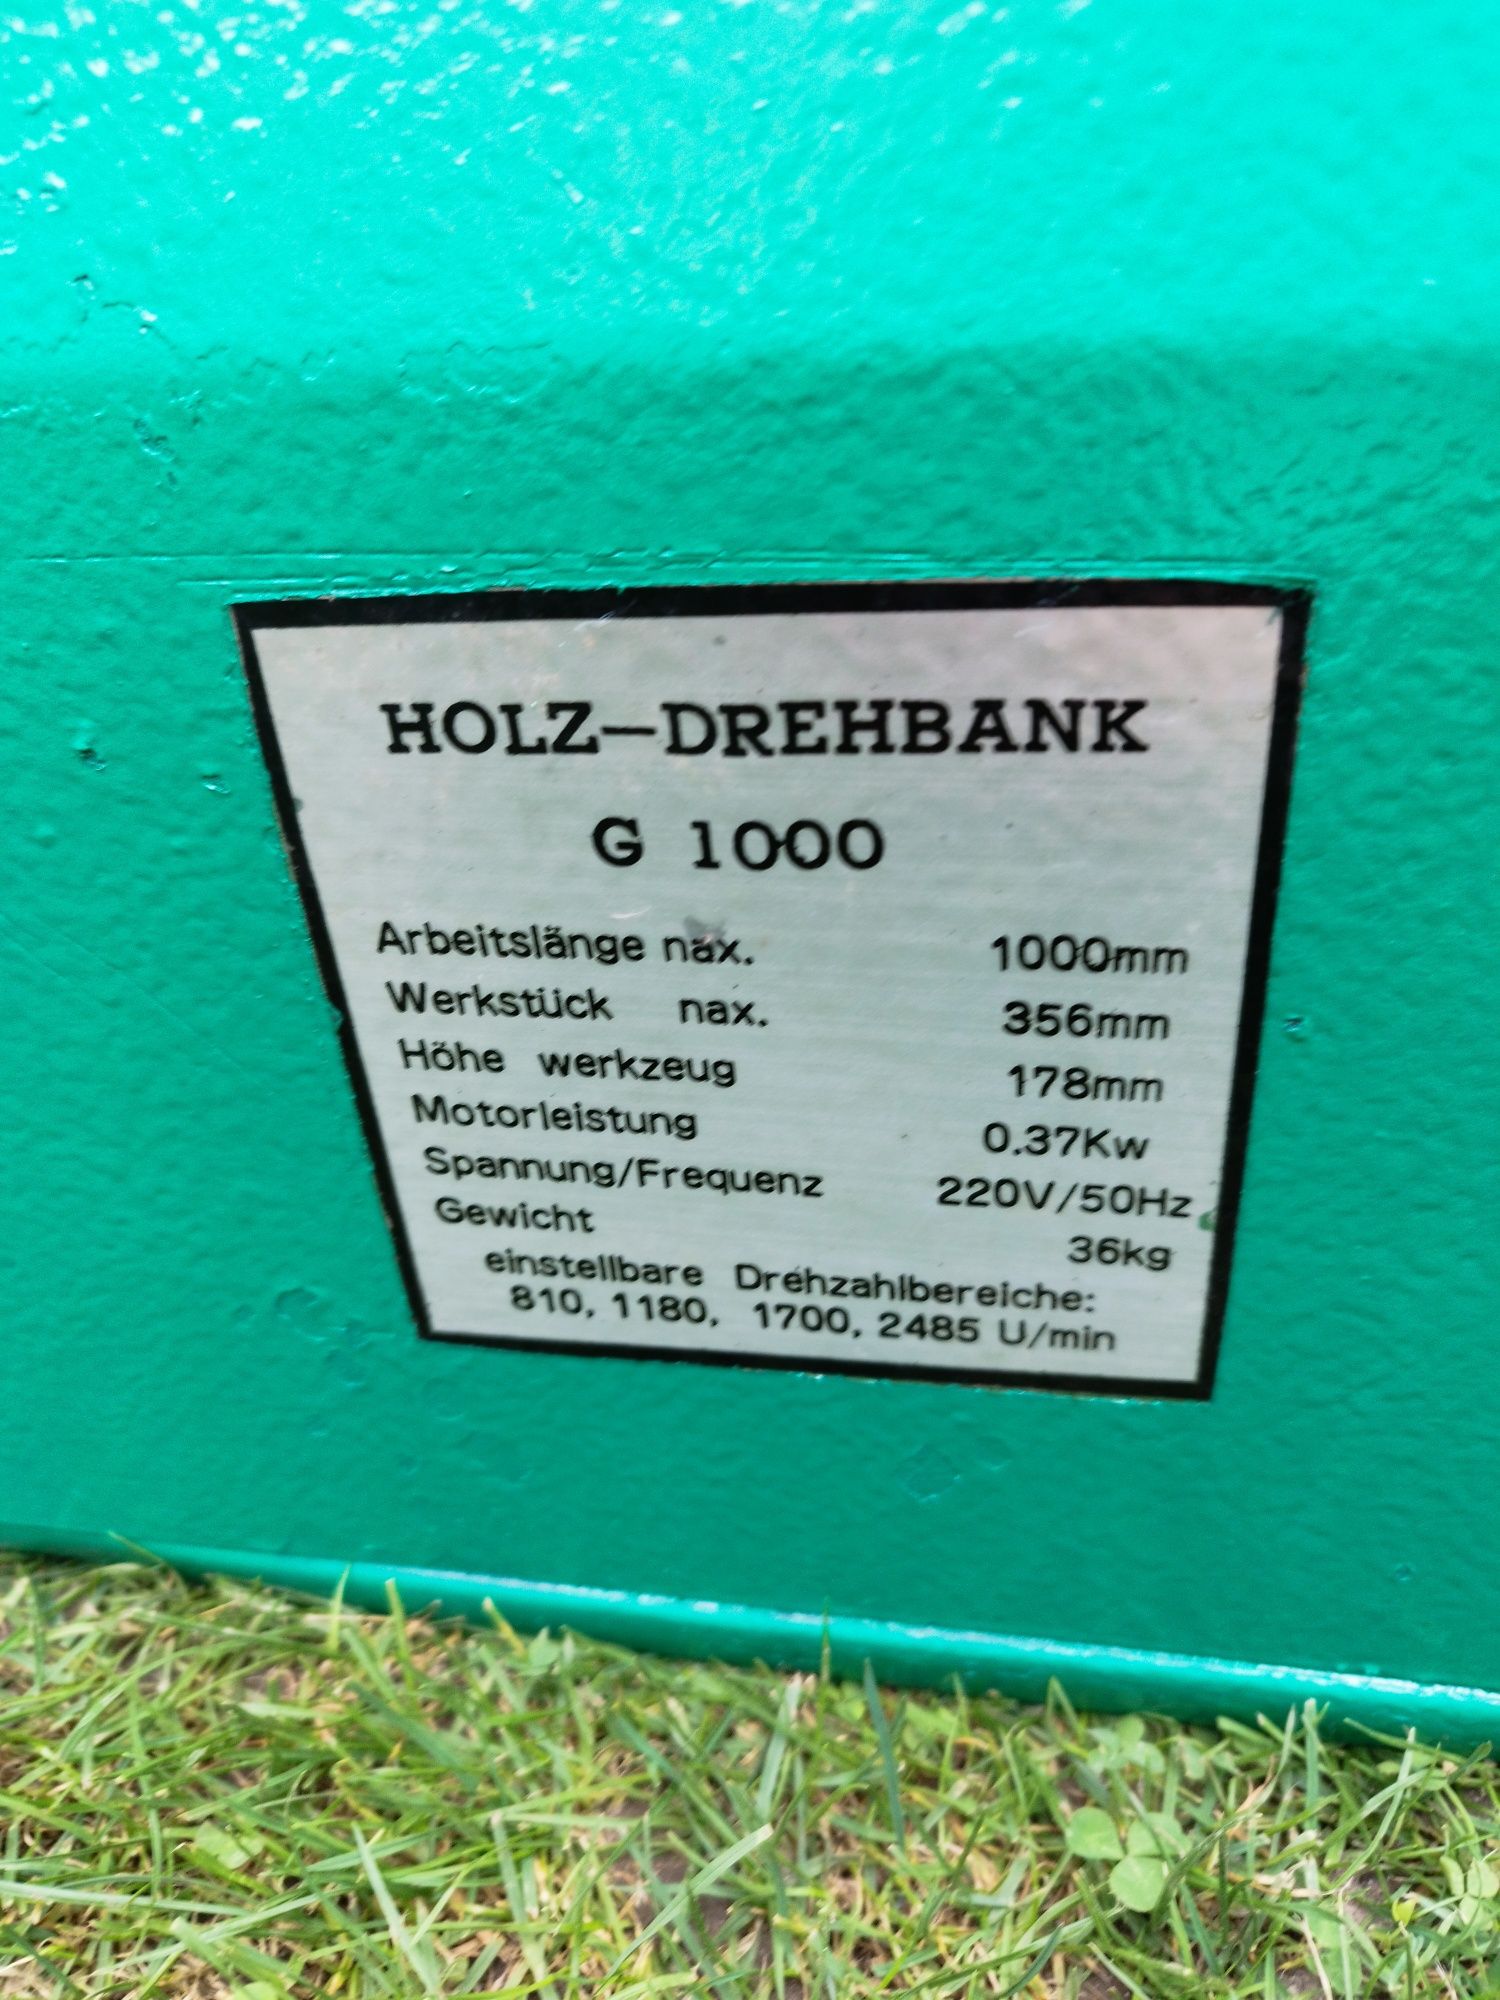 HOLZ-DREHBANK
G 1000
Arbeitslänge nax. 1000mm
Werkstück nax. 356mm
Höhe werkzeug 178mm
Motorleistung 0.37Kw
Spannung/Frequenz 220V/50Hz
Gewicht 36kg
einstellbare Drehzahlbereiche:
810, 1180, 1700, 2485 U/min